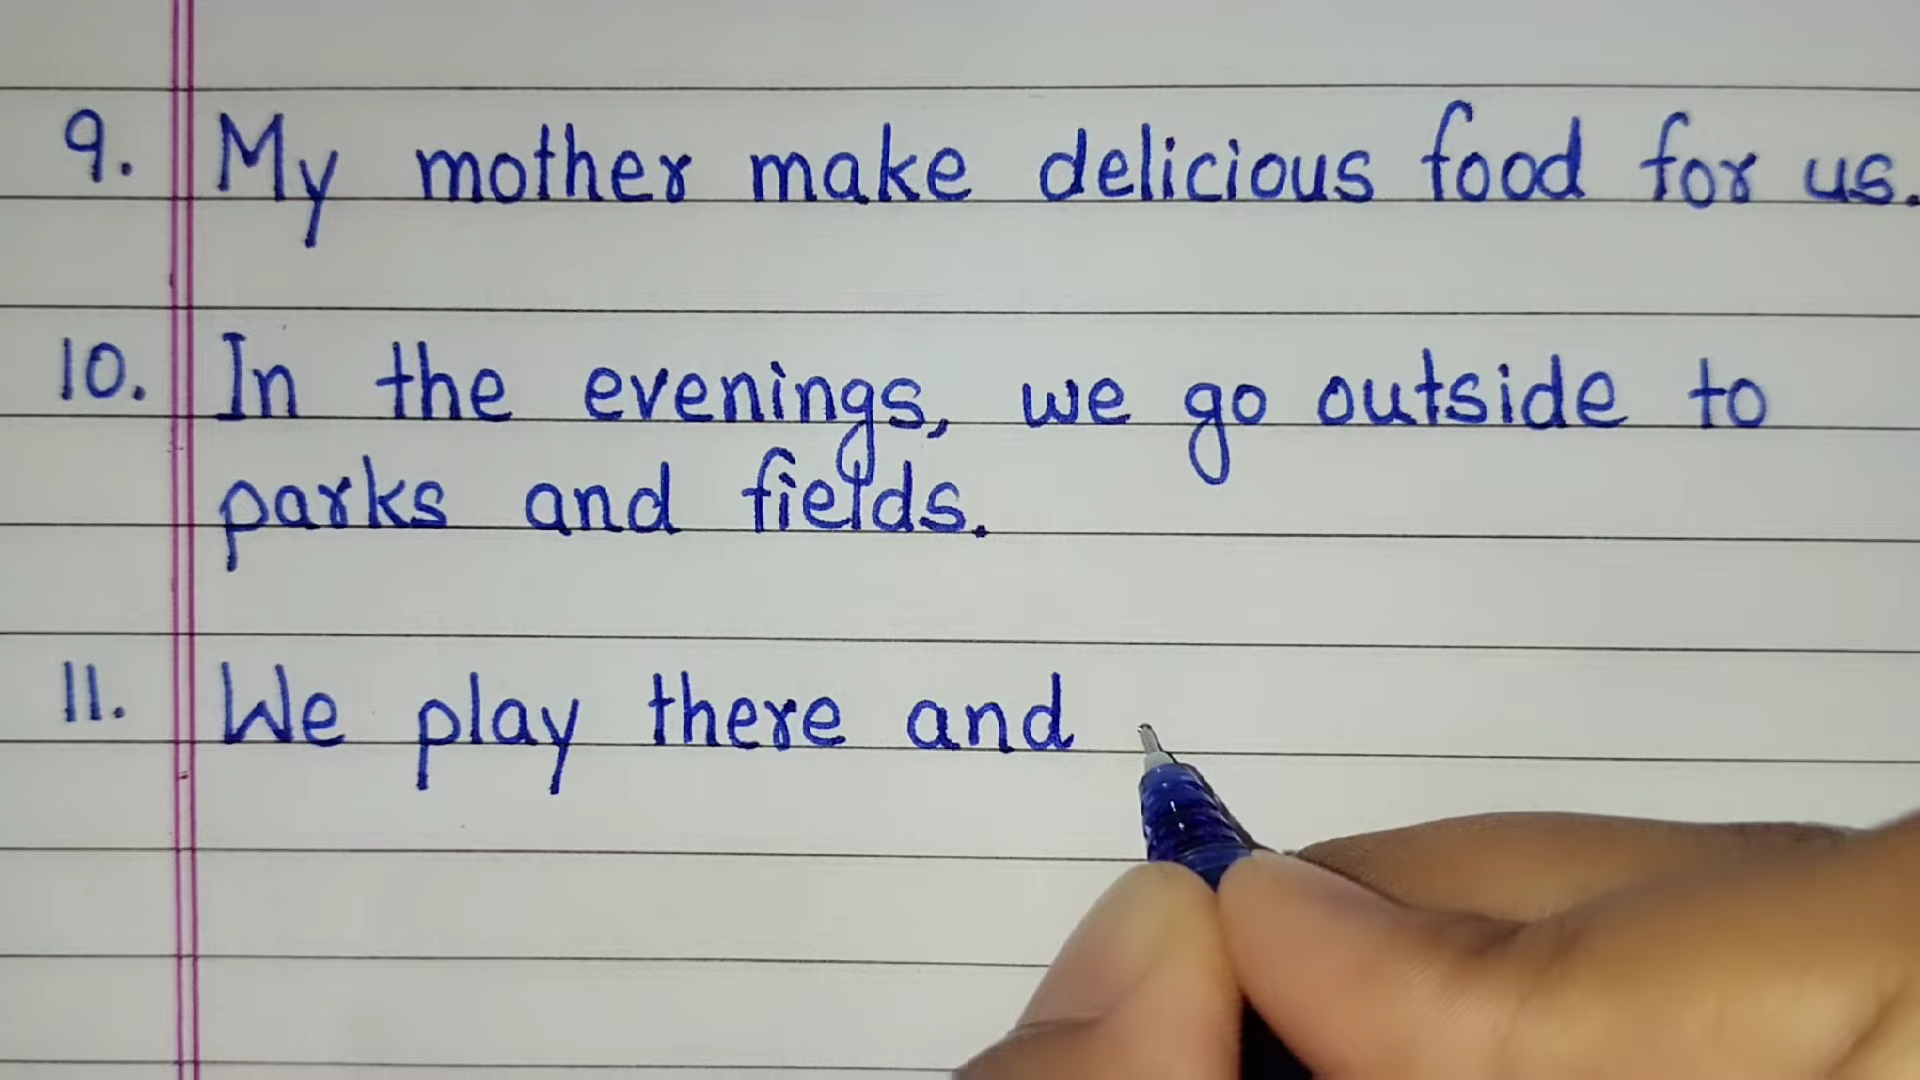 9. My mother make delicious food for us.
10. In the evenings, we go outside to
parks and fields.
11. We play there and